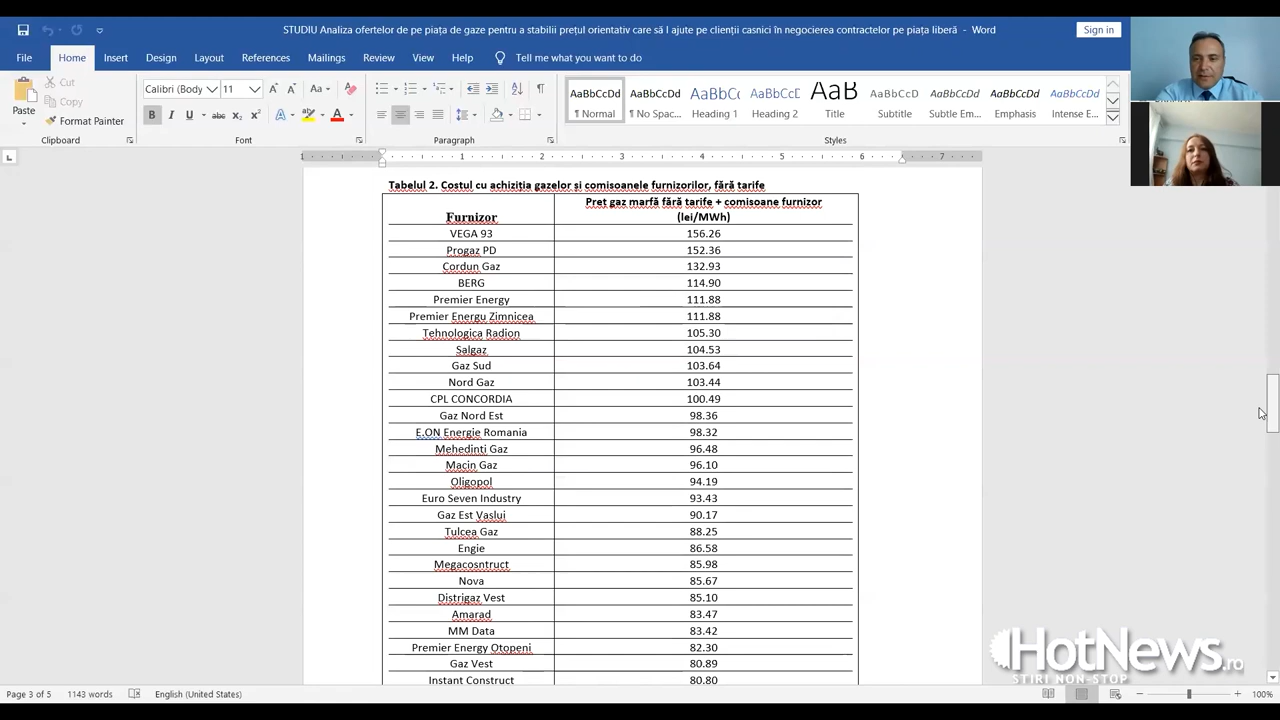 STUDIU Analiza ofertelor de pe piața de gaze pentru a stabilii prețul orientativ care să l ajute pe clienții casnici în negocierea contractelor pe piața liberă - Word
Sign in
File Home Insert Design Layout References Mailings Review View Help Tell me what you want to do
Paste
Cut
Copy
Format Painter
Calibri (Body) 11
AaBbCcDd AaBbCcDd AaBbCc AaBbCcD AaB AaBbCcD AaBbCcDd AaBbCcDd AaBbCcDd
¶ Normal ¶ No Spac... Heading 1 Heading 2 Title Subtitle Subtle Em... Emphasis Intense E...
Clipboard Font Paragraph Styles
1 1 2 3 4 5 6 7
Tabelul 2. Costul cu achiziția gazelor și comisoanele furnizorilor, fără tarife
Furnizor
Preț gaz marfă fără tarife + comisoane furnizor
(lei/MWh)
VEGA 93 156.26
Progaz PD 152.36
Cordun Gaz 132.93
BERG 114.90
Premier Energy 111.88
Premier Energu Zimnicea 111.88
Tehnologica Radion 105.30
Salgaz 104.53
Gaz Sud 103.64
Nord Gaz 103.44
CPL CONCORDIA 100.49
Gaz Nord Est 98.36
E.ON Energie Romania 98.32
Mehedinti Gaz 96.48
Macin Gaz 96.10
Oligopol 94.19
Euro Seven Industry 93.43
Gaz Est Vaslui 90.17
Tulcea Gaz 88.25
Engie 86.58
Megacosntruct 85.98
Nova 85.67
Distrigaz Vest 85.10
Amarad 83.47
MM Data 83.42
Premier Energy Otopeni 82.30
Gaz Vest 80.89
Instant Construct 80.80
HotNews.ro
STIRI NON-STOP
Page 3 of 5 1143 words English (United States) 100%